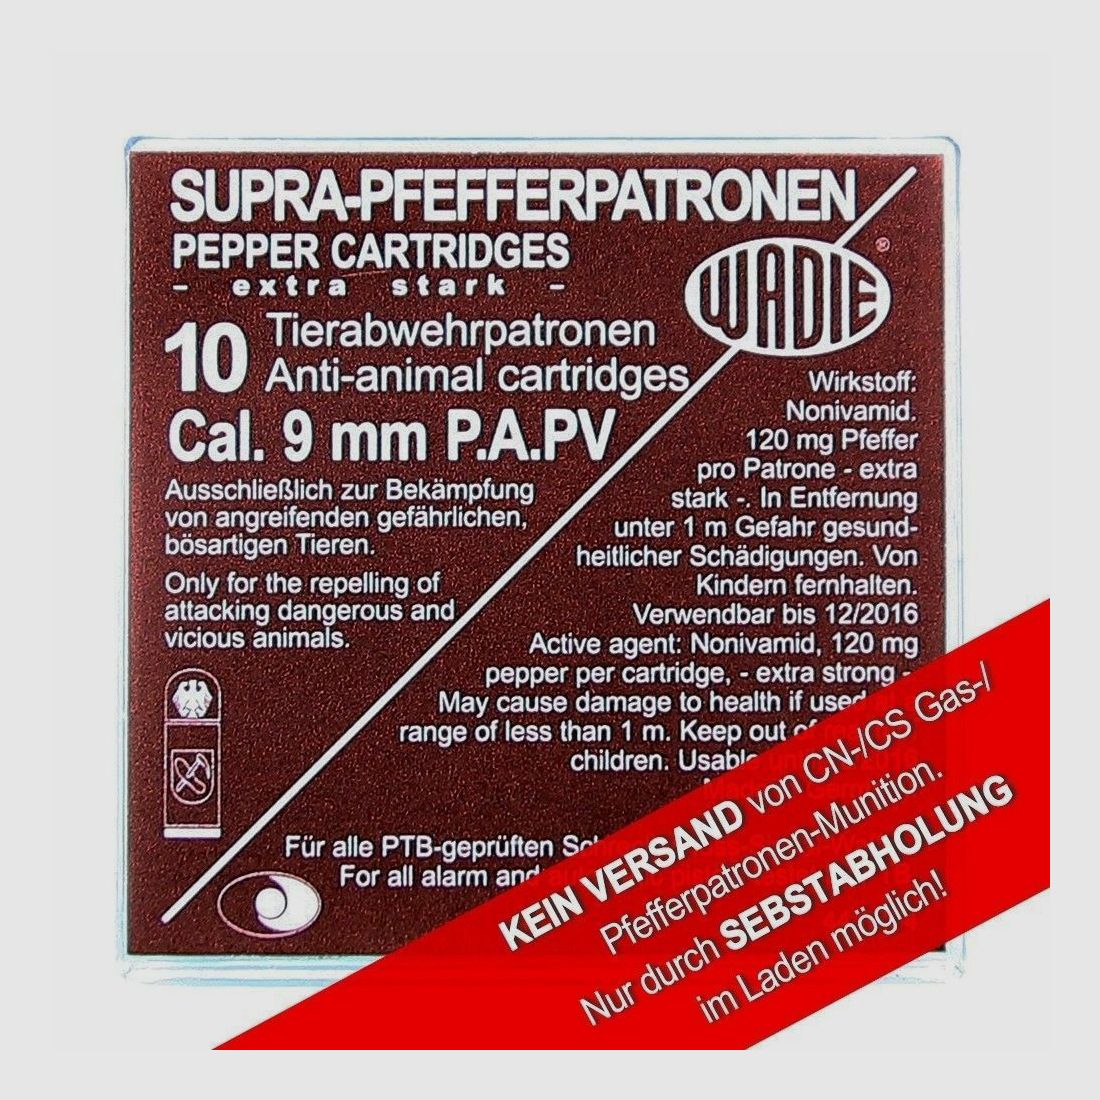 SUPRA-PFEFFERPATRONEN
PEPPER CARTRIDGES
- extra stark -
WADIE ®
10 Tierabwehrpatronen
Anti-animal cartridges
Cal. 9 mm P.A.PV
Ausschließlich zur Bekämpfung
von angreifenden gefährlichen,
bösartigen Tieren.
Only for the repelling of
attacking dangerous and
vicious animals.
Wirkstoff:
Nonivamid.
120 mg Pfeffer
pro Patrone - extra
stark -. In Entfernung
unter 1 m Gefahr gesund-
heitlicher Schädigungen. Von
Kindern fernhalten.
Verwendbar bis 12/2016
Active agent: Nonivamid, 120 mg
pepper per cartridge, - extra strong -
May cause damage to health if used
range of less than 1 m. Keep out
children.
Für alle PTB-geprüften
For all alarm and
KEIN VERSAND von CN-/CS Gas-/
Pfefferpatronen-Munition.
Nur durch SEBSTABHOLUNG
im Laden möglich!